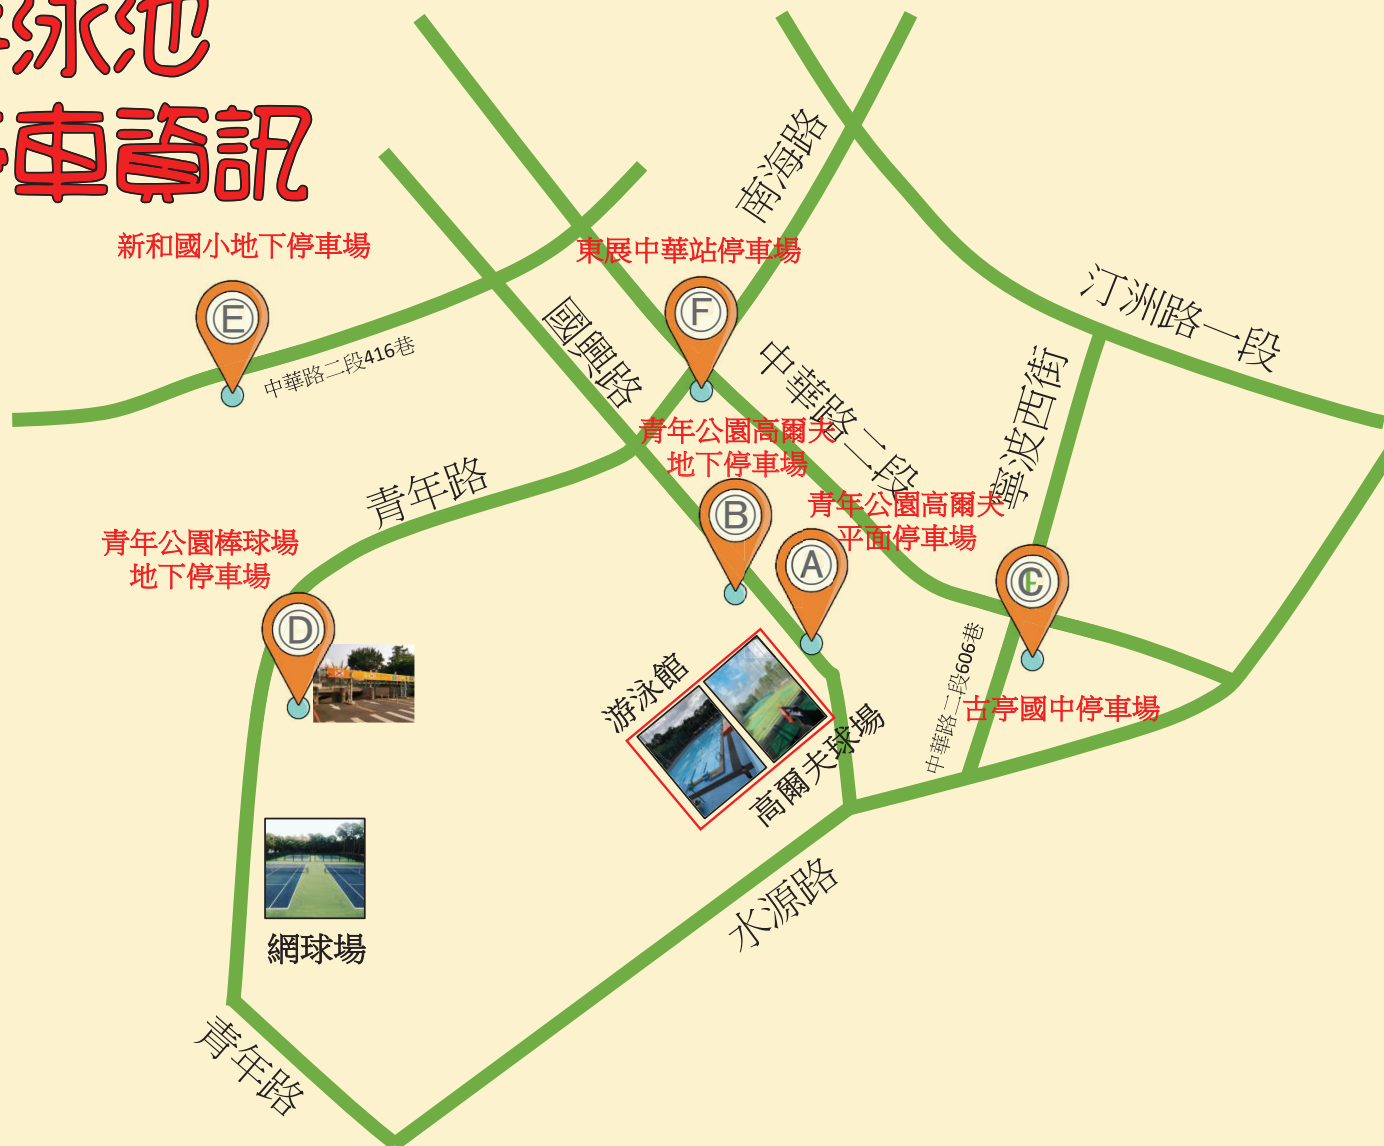 泳池
車資訊
南海路
新和國小地下停車場
東展中華站停車場
汀洲路一段
E
F
國興路
中華路二段
寧波西街
中華路二段416巷
青年公園高爾夫
地下停車場
青年路
B
青年公園高爾夫
平面停車場
青年公園棒球場
地下停車場
A
C
D
中華路二段606巷
游泳館
古亭國中停車場
高爾夫球場
水源路
網球場
青年路